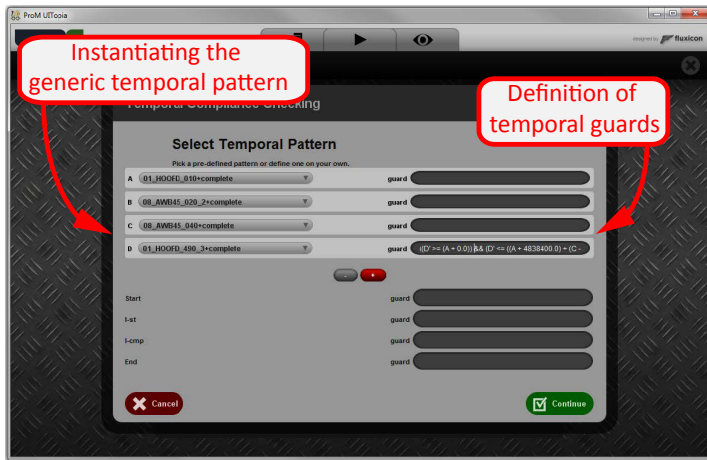 ProM UITopia
designed by fluxicon
Instantiating the
generic temporal pattern
Definition of
temporal guards
Temporal Compliance Checking
Select Temporal Pattern
Pick a pre-defined pattern or define one on your own.
A 01_HOOFD_010+complete guard
B 08_AWB45_020_2+complete guard
C 08_AWB45_040+complete guard
D 01_HOOFD_490_3+complete guard ((D' >= (A + 0.0)) && (D' <= ((A + 4838400.0) + (C -
- +
Start guard
I-st guard
I-cmp guard
End guard
Cancel Continue